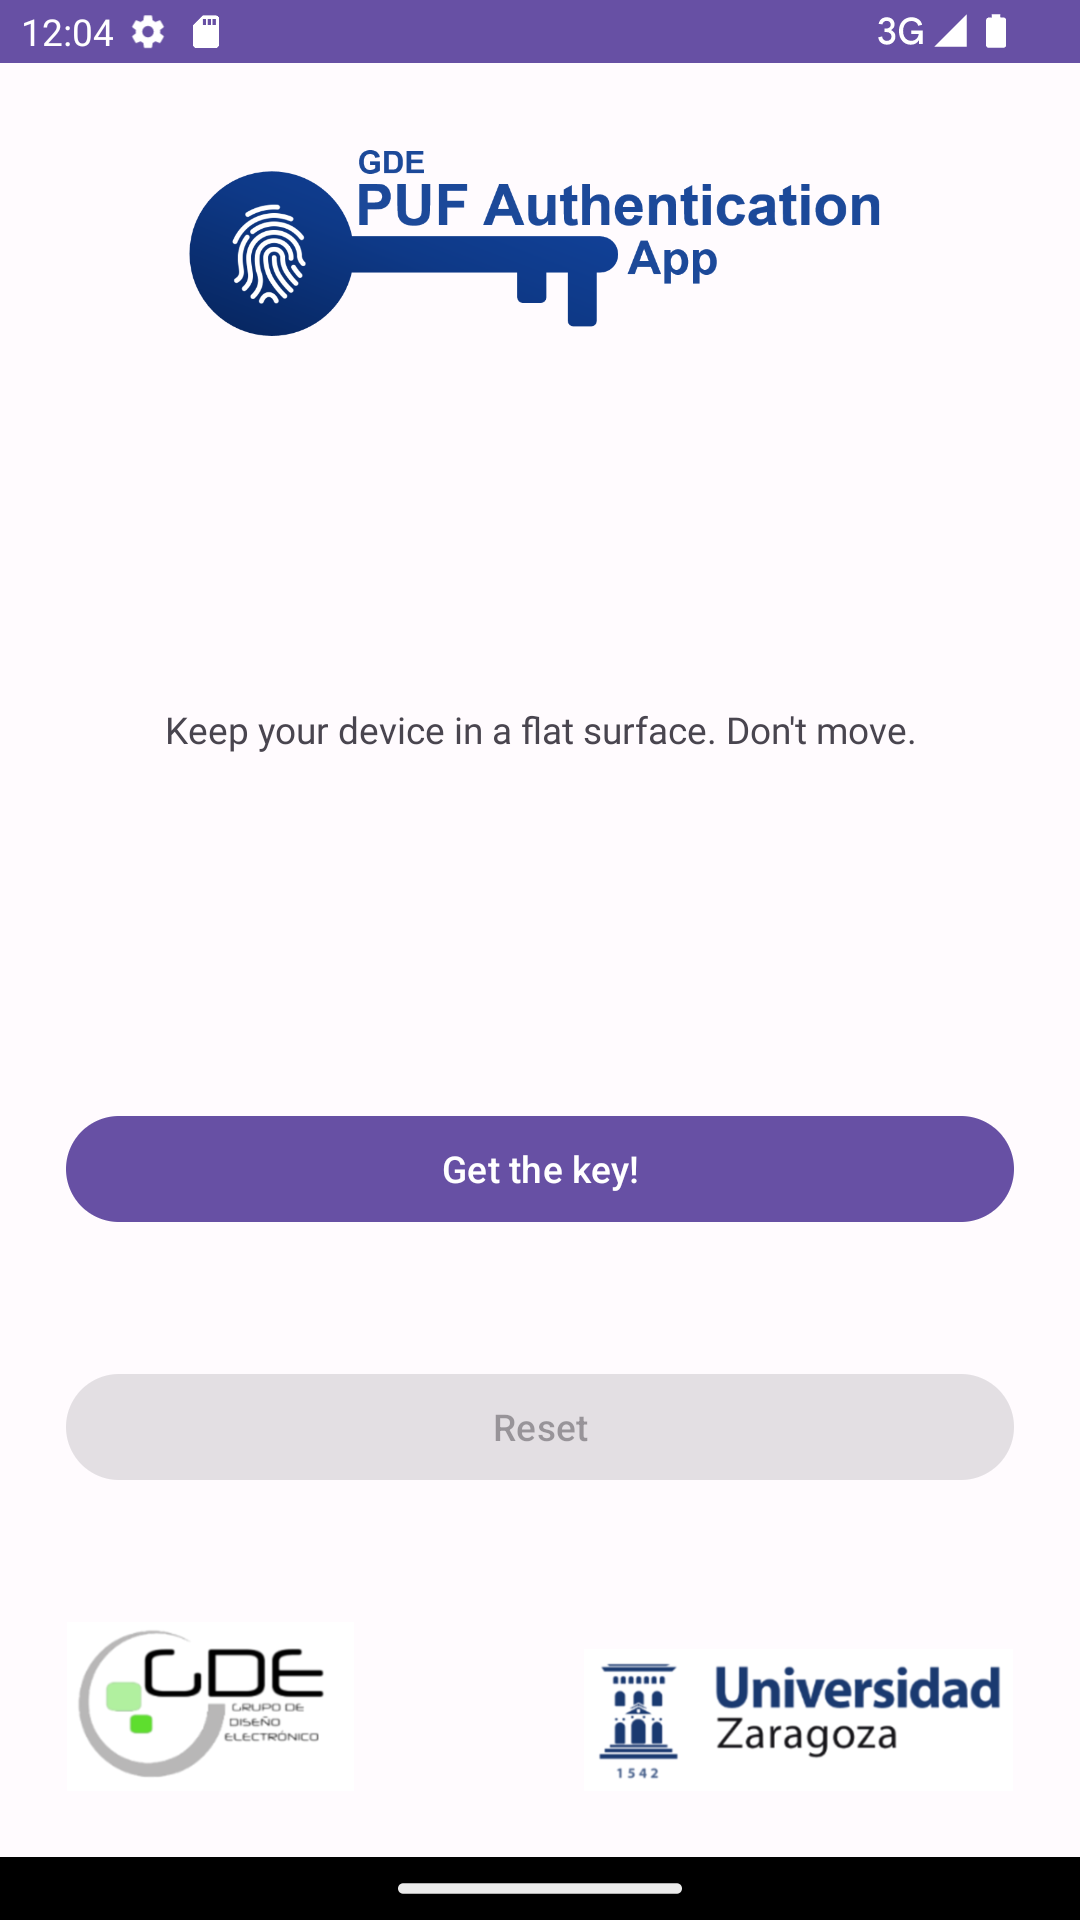 12:04
3G
GDE
PUF Authentication
App
Keep your device in a flat surface. Don't move.
Get the key!
Reset
GDE
GRUPO DE
DISEÑO
ELECTRÓNICO
Universidad
Zaragoza
1542